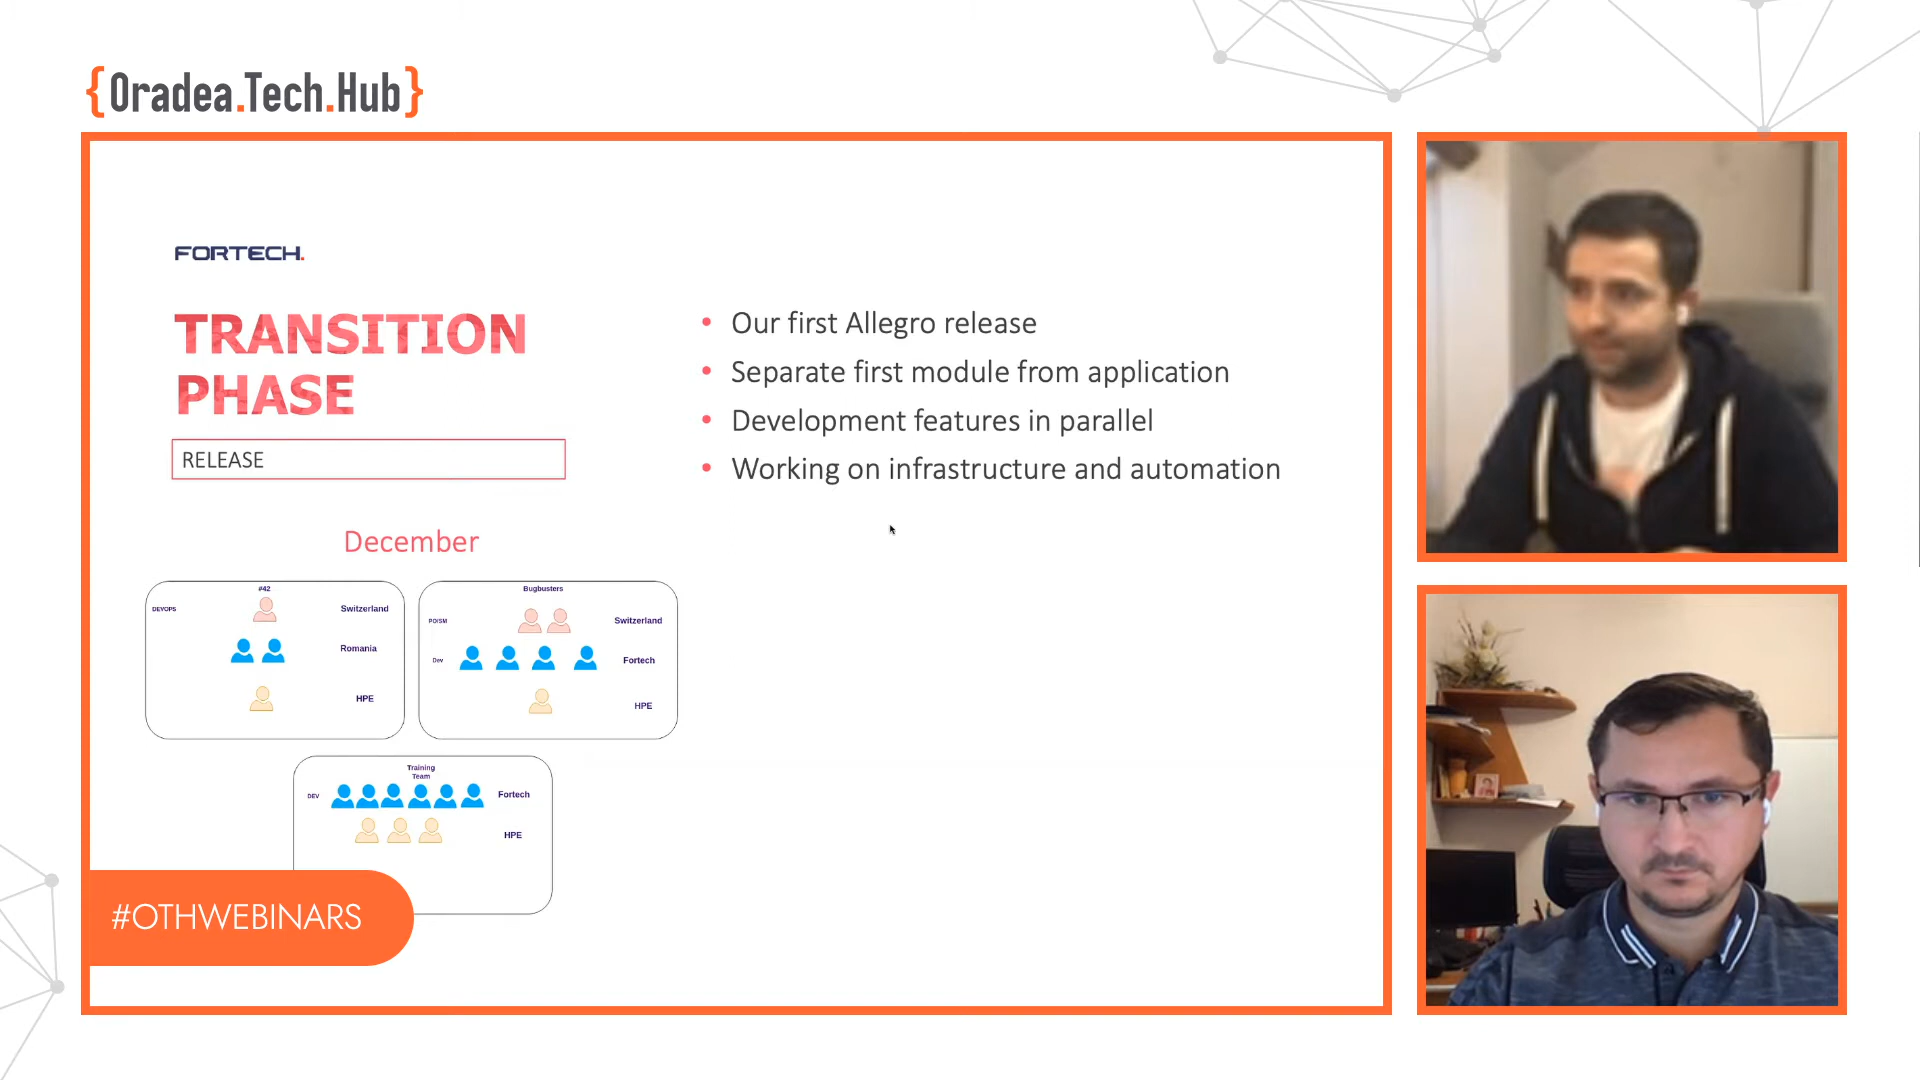 {Oradea.Tech.Hub}
FORTECH.
TRANSITION
PHASE
RELEASE
• Our first Allegro release
• Separate first module from application
• Development features in parallel
• Working on infrastructure and automation
December
#42
DEVOPS
Switzerland
Romania
HPE
Bugbusters
PO/SM
Switzerland
Dev
Fortech
HPE
Training
Team
DEV
Fortech
HPE
#OTHWEBINARS